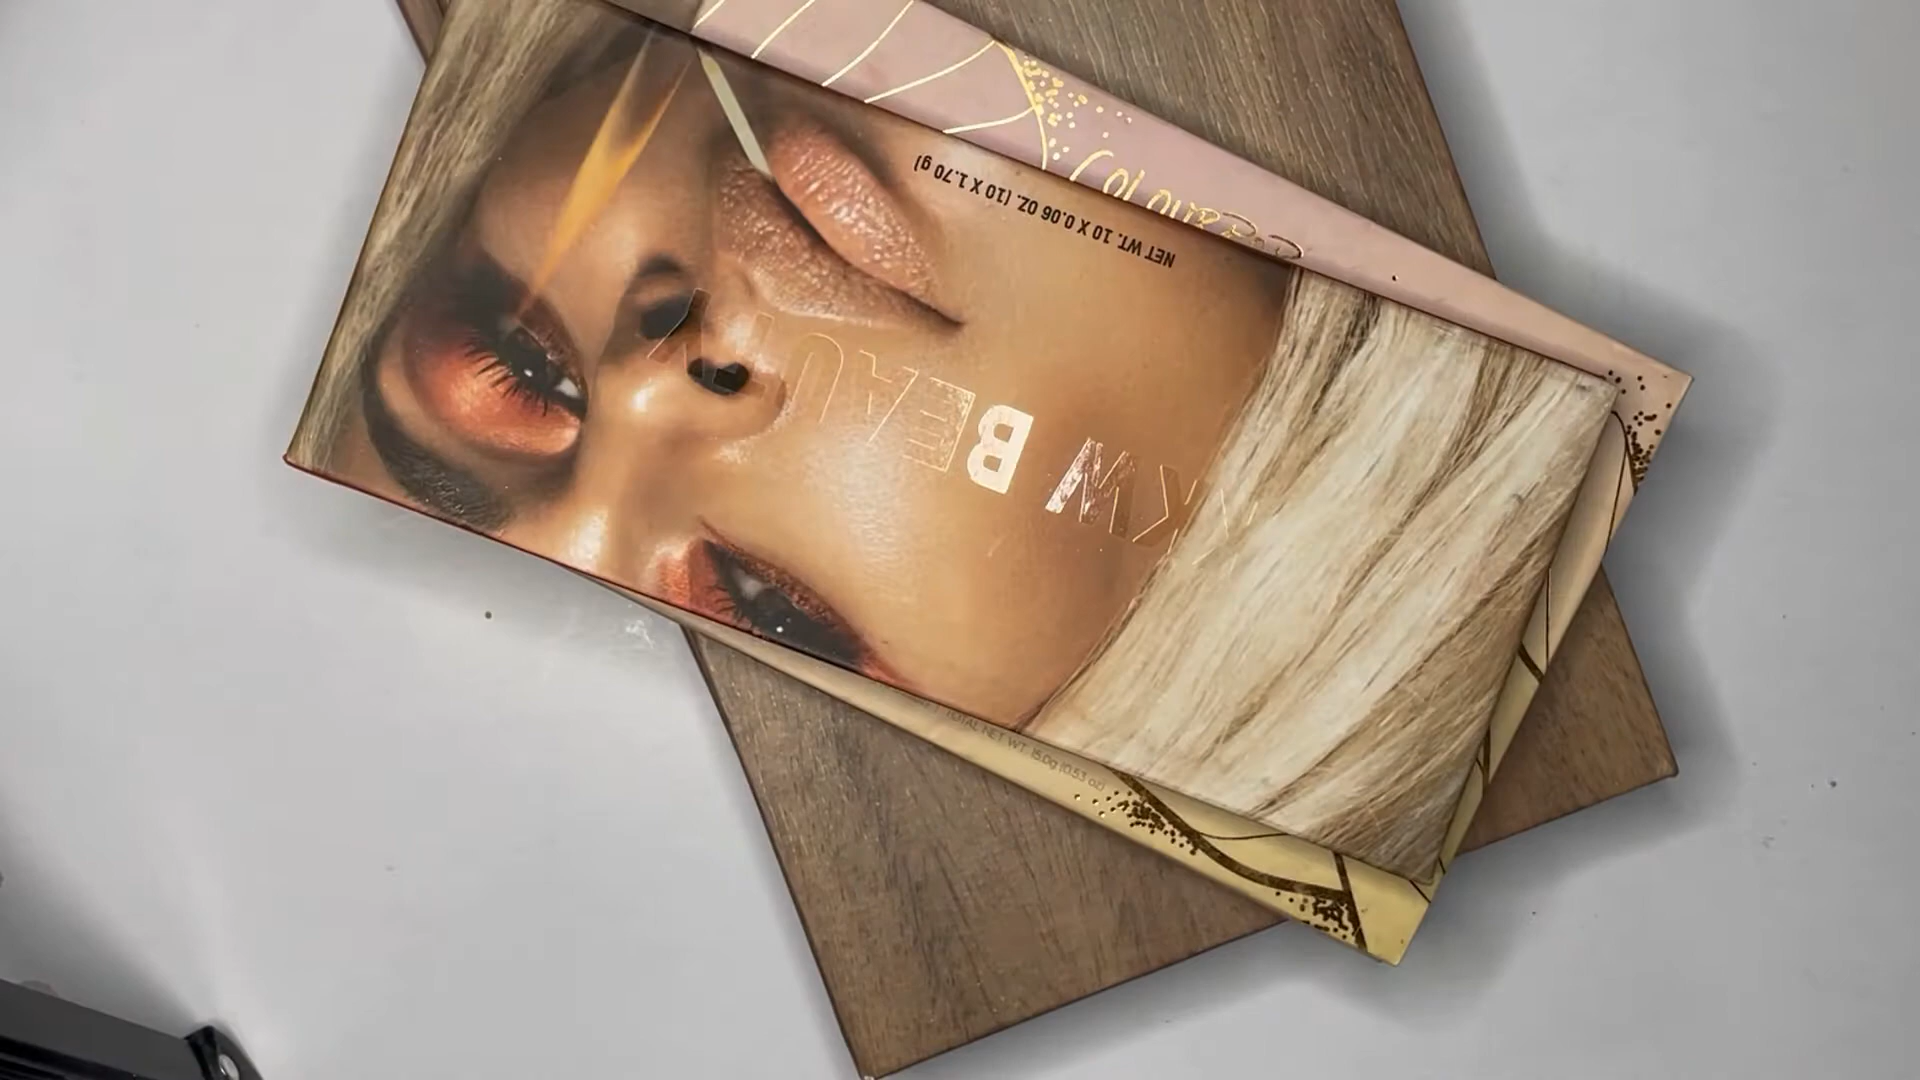 KKW BEAUTY
NET WT. 10 X 0.06 OZ. (10 X 1.70 g)
COLOURPOP
TOTAL NET WT. 15.0g (0.53 oz)